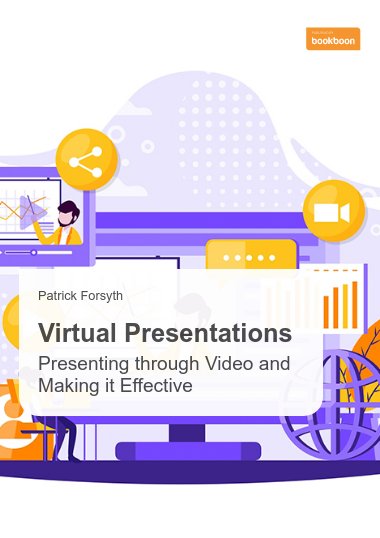 bookboon
Patrick Forsyth
Virtual Presentations
Presenting through Video and
Making it Effective